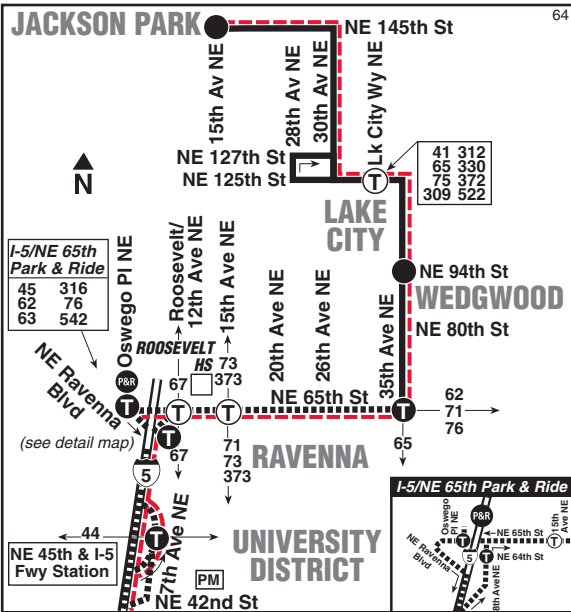 64
JACKSON PARK
NE 145th St
15th Av NE
28th Av NE
30th Av NE
Lk City Wy NE
NE 127th St
NE 125th St
T
41 312
65 330
75 372
309 522
N
LAKE
CITY
I-5/NE 65th
Park & Ride
45 316
62 76
63 542
Oswego Pl NE
Roosevelt/
12th Ave NE
15th Ave NE
20th Ave NE
26th Ave NE
35th Ave NE
NE 94th St
WEDGWOOD
NE 80th St
ROOSEVELT
HS
P&R
67
73
373
NE 65th St
T
T
T
T
T
62
71
76
NE Ravenna
Blvd
(see detail map)
67
71
73
373
65
RAVENNA
5
44
T
7th Ave NE
NE 45th & I-5
Fwy Station
UNIVERSITY
DISTRICT
PM
NE 42nd St
I-5/NE 65th Park & Ride
Oswego
Pl NE
P&R
15th
Ave NE
NE 65th St
T
T
T
NE 64th St
5
NE Ravenna
Blvd
8th Ave NE